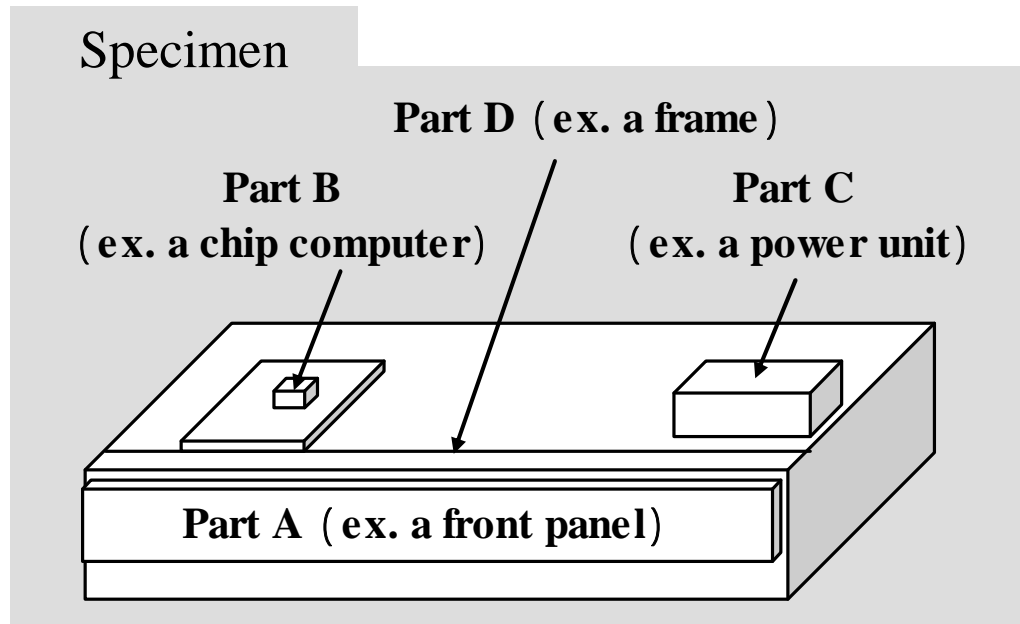 Specimen
Part D (ex. a frame)
Part B
(ex. a chip computer)
Part C
(ex. a power unit)
Part A (ex. a front panel)